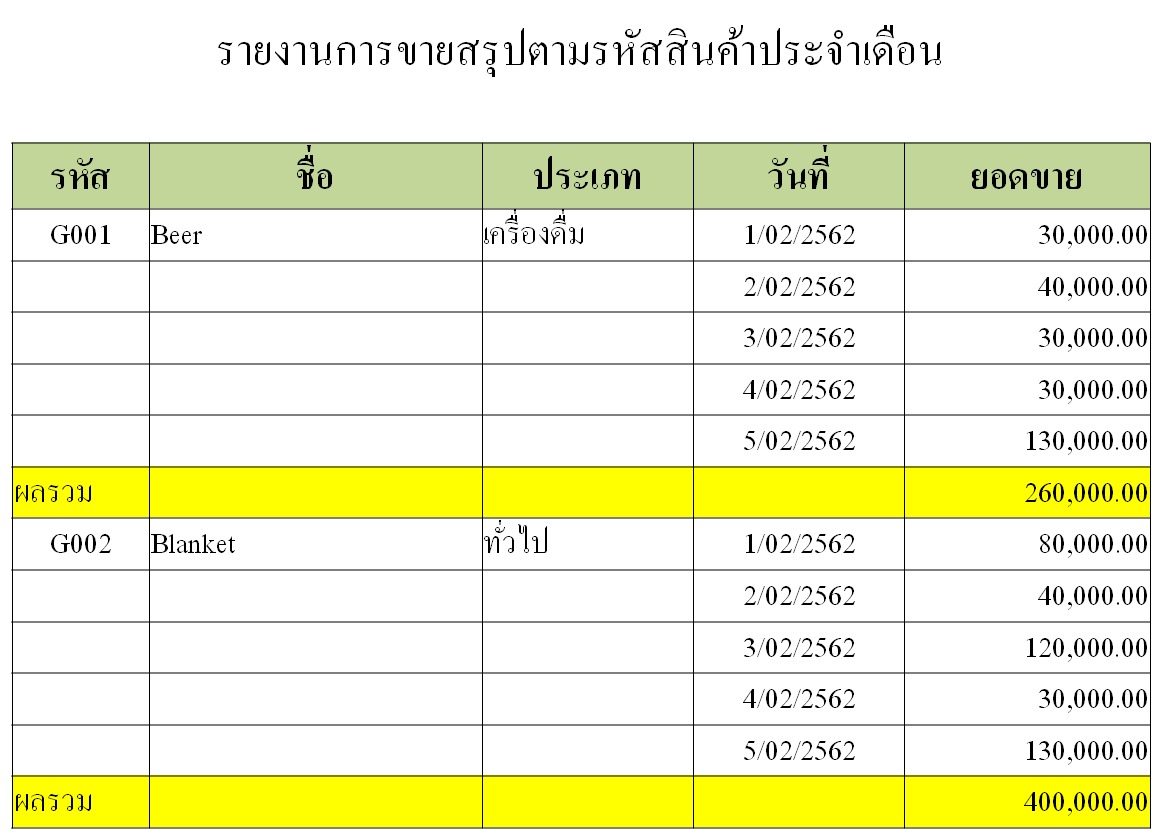 รายงานการขายสรุปตามรหัสสินค้าประจำเดือน
รหัส ชื่อ ประเภท วันที่ ยอดขาย
G001 Beer เครื่องดื่ม 1/02/2562 30,000.00
2/02/2562 40,000.00
3/02/2562 30,000.00
4/02/2562 30,000.00
5/02/2562 130,000.00
ผลรวม 260,000.00
G002 Blanket ทั่วไป 1/02/2562 80,000.00
2/02/2562 40,000.00
3/02/2562 120,000.00
4/02/2562 30,000.00
5/02/2562 130,000.00
ผลรวม 400,000.00